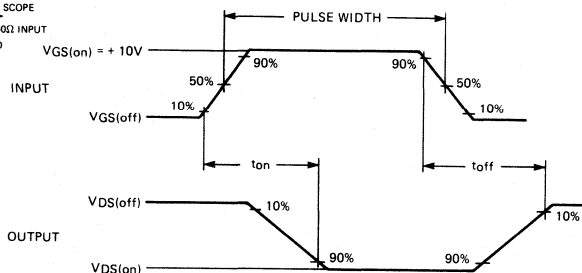 SCOPE
0Ω INPUT
PULSE WIDTH
VGS(on) = + 10V
90%
90%
INPUT
50%
50%
10%
10%
VGS(off)
ton
toff
VDS(off)
10%
10%
OUTPUT
90%
90%
VDS(on)